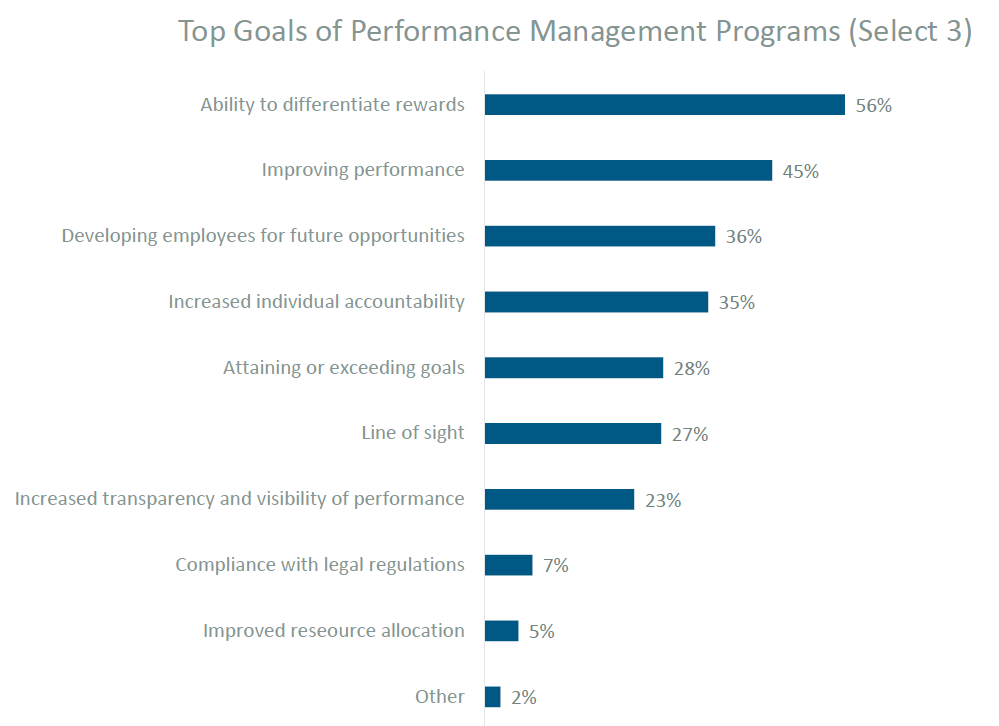 Top Goals of Performance Management Programs (Select 3)
Ability to differentiate rewards 56%
Improving performance 45%
Developing employees for future opportunities 36%
Increased individual accountability 35%
Attaining or exceeding goals 28%
Line of sight 27%
Increased transparency and visibility of performance 23%
Compliance with legal regulations 7%
Improved reseource allocation 5%
Other 2%